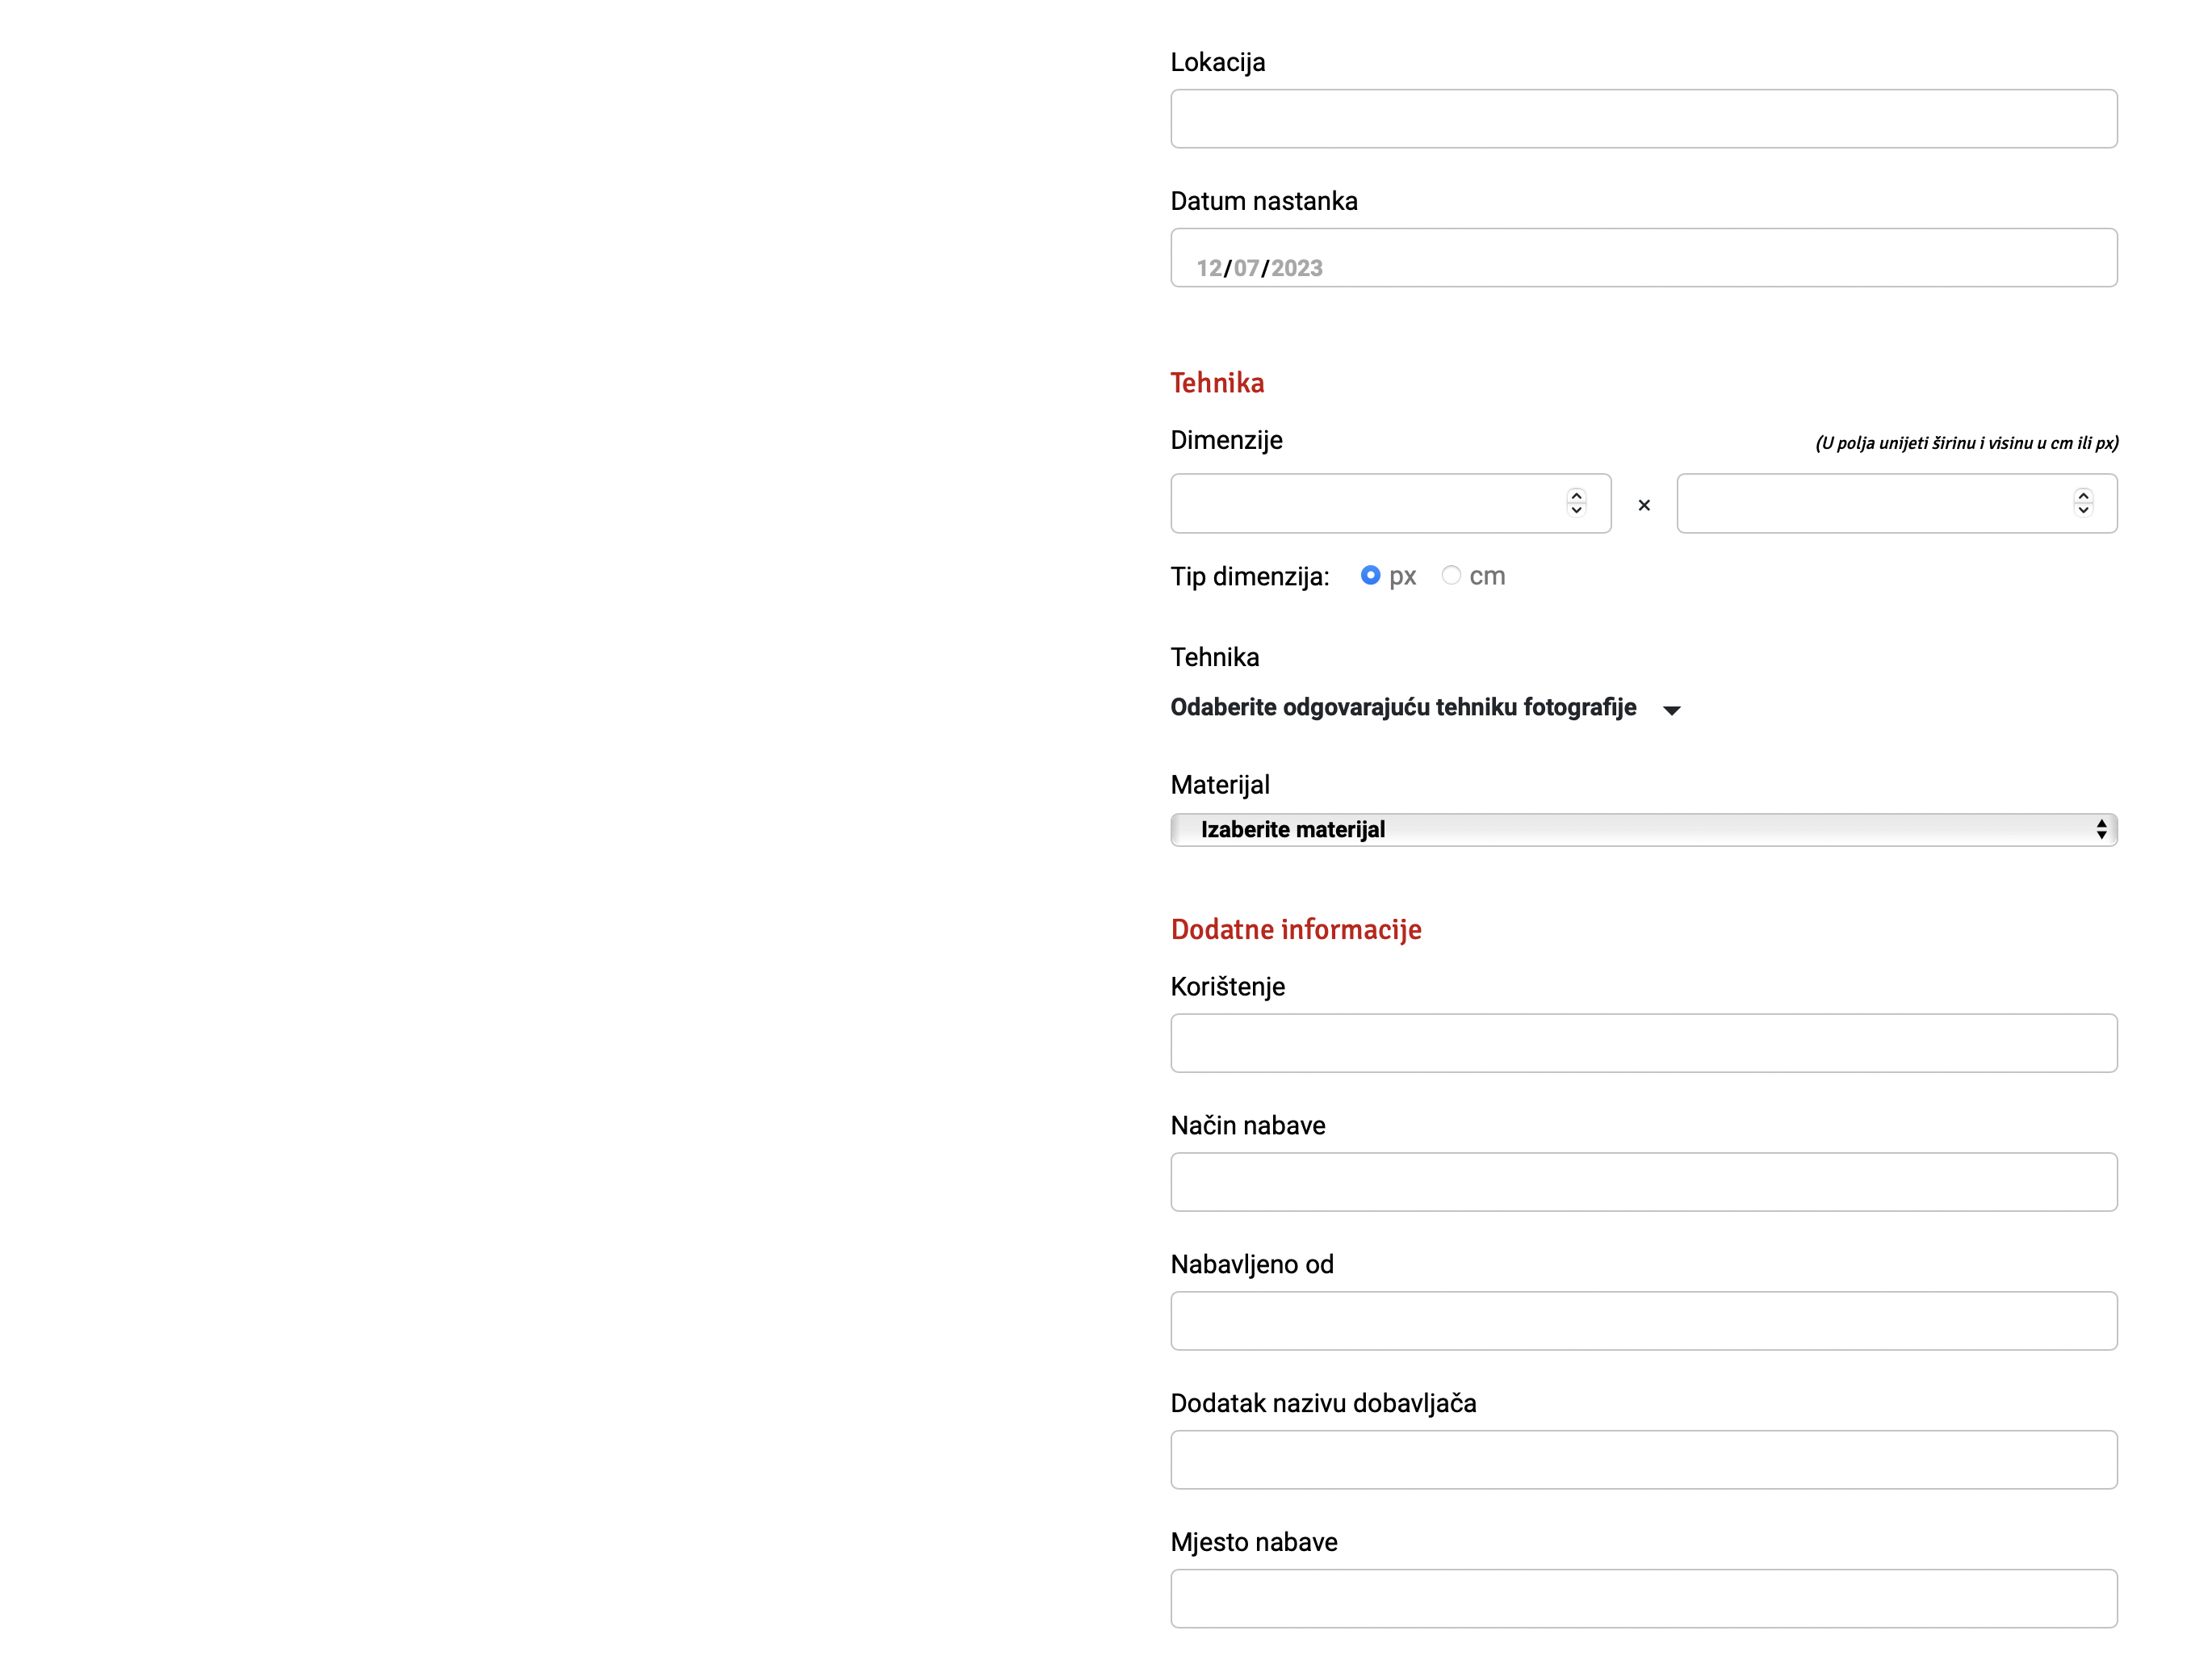 Lokacija
Datum nastanka
12/07/2023
Tehnika
Dimenzije (U polja unijeti širinu i visinu u cm ili px)
×
Tip dimenzija: px cm
Tehnika
Odaberite odgovarajuću tehniku fotografije
Materijal
Izaberite materijal
Dodatne informacije
Korištenje
Način nabave
Nabavljeno od
Dodatak nazivu dobavljača
Mjesto nabave